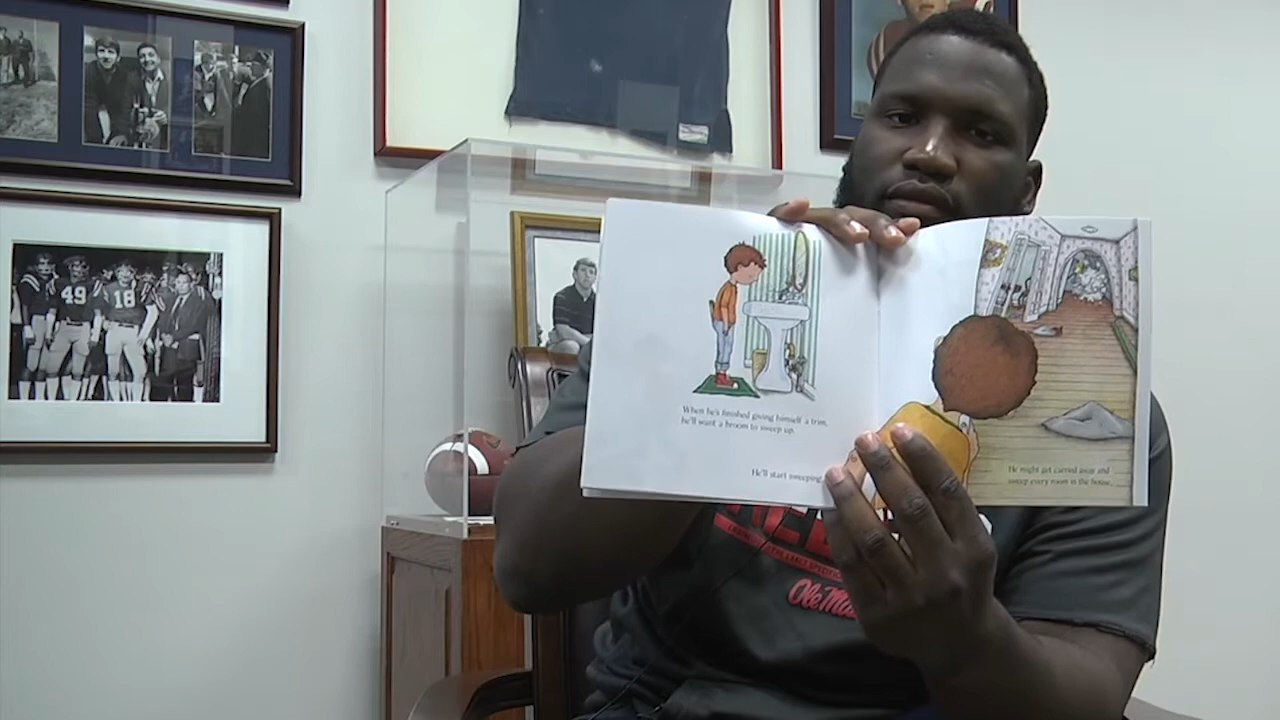 49
18
When he's finished giving himself a trim,
he'll want a broom to sweep up.
He'll start sweeping.
He might get carried away and
sweep every room in the house.
REBELS
Ole Miss